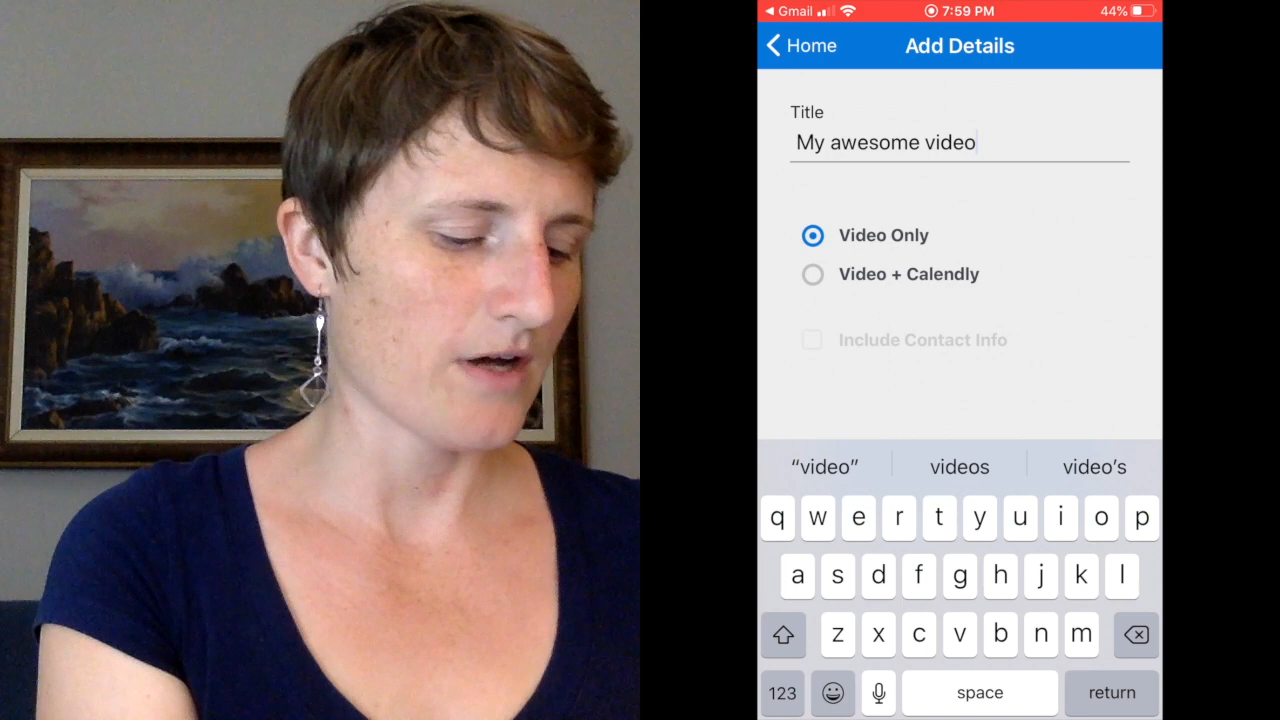 Gmail 7:59 PM 44%
Home Add Details
Title
My awesome video
Video Only
Video + Calendly
Include Contact Info
“video” videos video’s
q w e r t y u i o p
a s d f g h j k l
z x c v b n m
123 space return